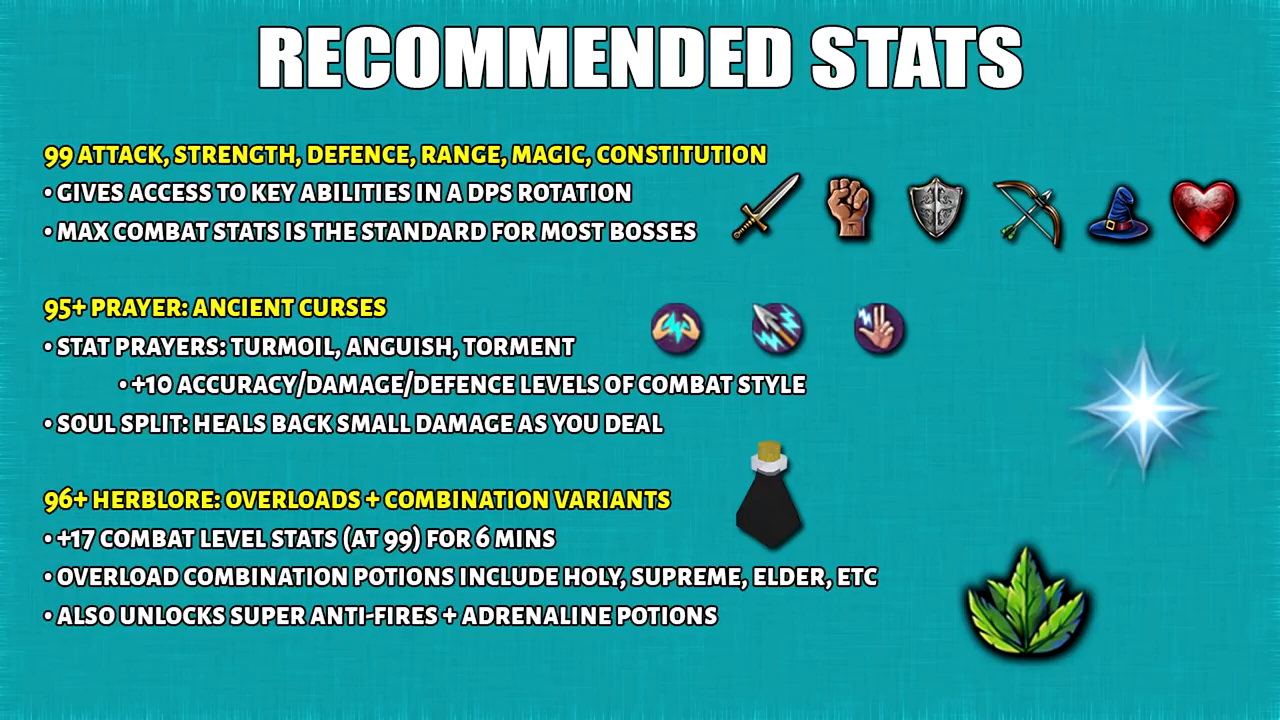 RECOMMENDED STATS
99 ATTACK, STRENGTH, DEFENCE, RANGE, MAGIC, CONSTITUTION
• GIVES ACCESS TO KEY ABILITIES IN A DPS ROTATION
• MAX COMBAT STATS IS THE STANDARD FOR MOST BOSSES
95+ PRAYER: ANCIENT CURSES
• STAT PRAYERS: TURMOIL, ANGUISH, TORMENT
• +10 ACCURACY/DAMAGE/DEFENCE LEVELS OF COMBAT STYLE
• SOUL SPLIT: HEALS BACK SMALL DAMAGE AS YOU DEAL
96+ HERBLORE: OVERLOADS + COMBINATION VARIANTS
• +17 COMBAT LEVEL STATS (AT 99) FOR 6 MINS
• OVERLOAD COMBINATION POTIONS INCLUDE HOLY, SUPREME, ELDER, ETC
• ALSO UNLOCKS SUPER ANTI-FIRES + ADRENALINE POTIONS